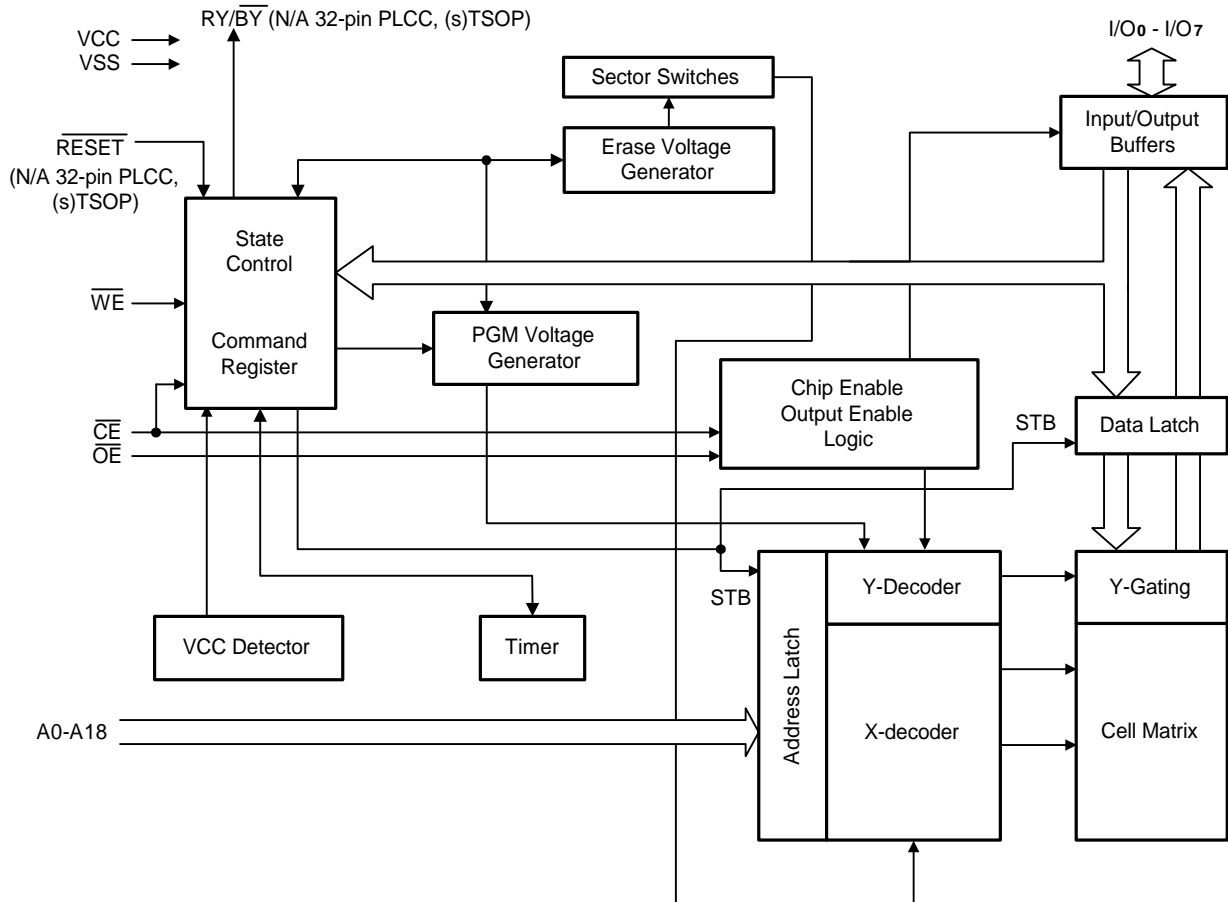 RY/BY (N/A 32-pin PLCC, (s)TSOP)
VCC
VSS
I/O0 - I/O7
Sector Switches
Input/Output
Buffers
RESET
(N/A 32-pin PLCC,
(s)TSOP)
Erase Voltage
Generator
State
Control
WE
Command
Register
PGM Voltage
Generator
Chip Enable
Output Enable
Logic
CE
OE
STB
Data Latch
STB
Y-Decoder
Y-Gating
VCC Detector
Timer
Address Latch
A0-A18
X-decoder
Cell Matrix